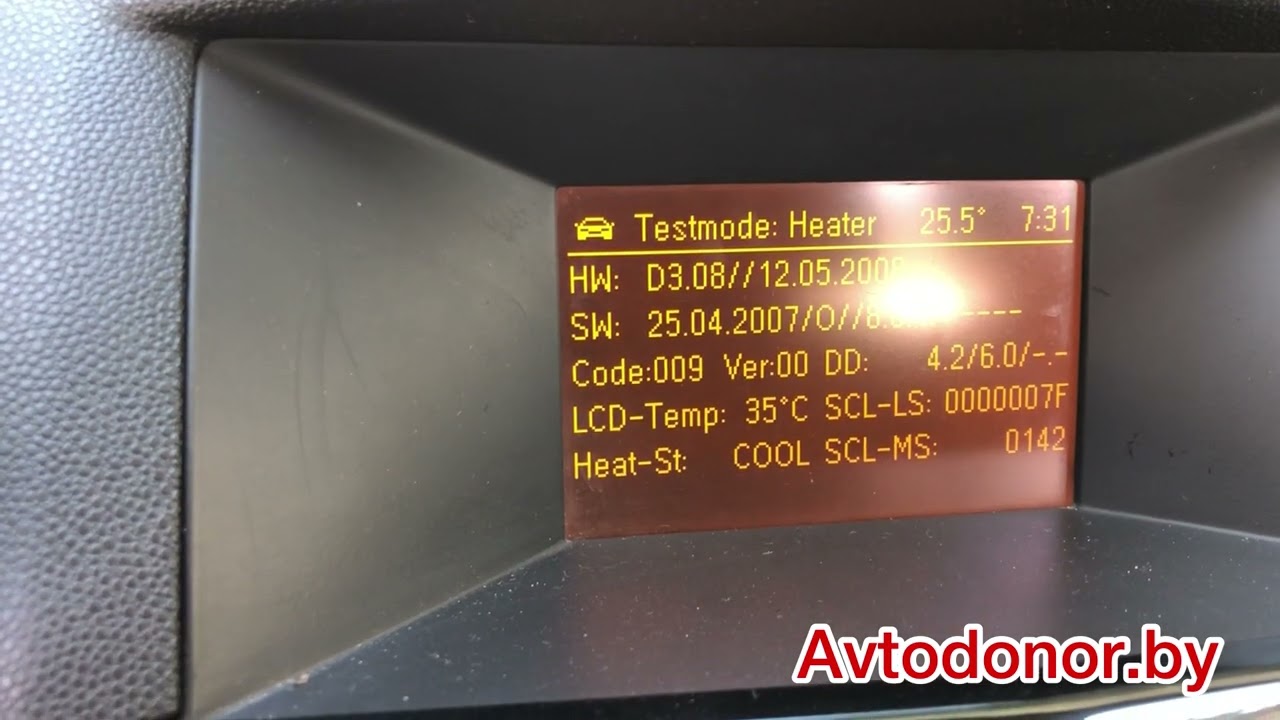 Testmode: Heater 25.5° 7:31
HW: D3.08//12.05.200
SW: 25.04.2007/O//8. ----
Code:009 Ver:00 DD: 4.2/6.0/-.-
LCD-Temp: 35°C SCL-LS: 0000007F
Heat-St: COOL SCL-MS: 0142
Avtodonor.by